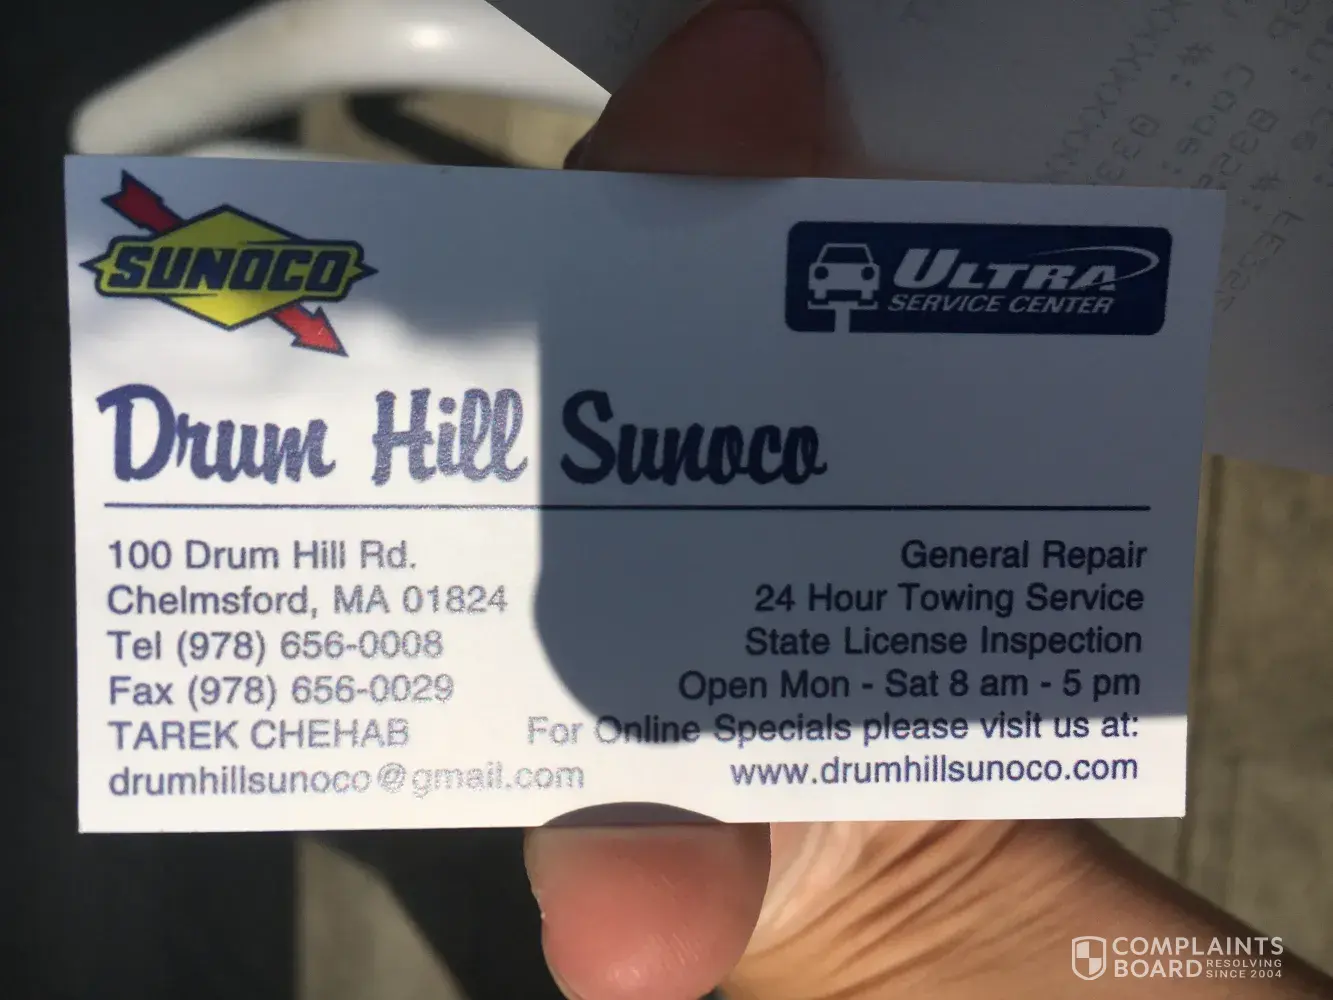 SUNOCO
ULTRA
SERVICE CENTER
Drum Hill Sunoco
100 Drum Hill Rd.
Chelmsford, MA 01824
Tel (978) 656-0008
Fax (978) 656-0029
TAREK CHEHAB
drumhillsunoco@gmail.com
General Repair
24 Hour Towing Service
State License Inspection
Open Mon - Sat 8 am - 5 pm
For Online Specials please visit us at:
www.drumhillsunoco.com
COMPLAINTS
BOARD RESOLVING
SINCE 2004